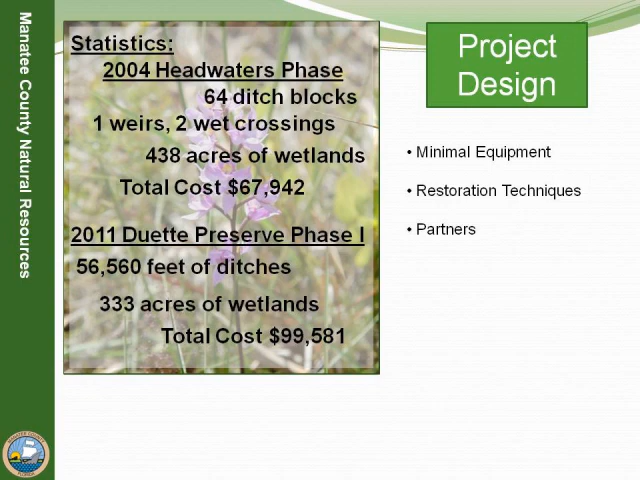 Manatee County Natural Resources
Statistics:
2004 Headwaters Phase
64 ditch blocks
1 weirs, 2 wet crossings
438 acres of wetlands
Total Cost $67,942
2011 Duette Preserve Phase I
56,560 feet of ditches
333 acres of wetlands
Total Cost $99,581
Project
Design
• Minimal Equipment
• Restoration Techniques
• Partners